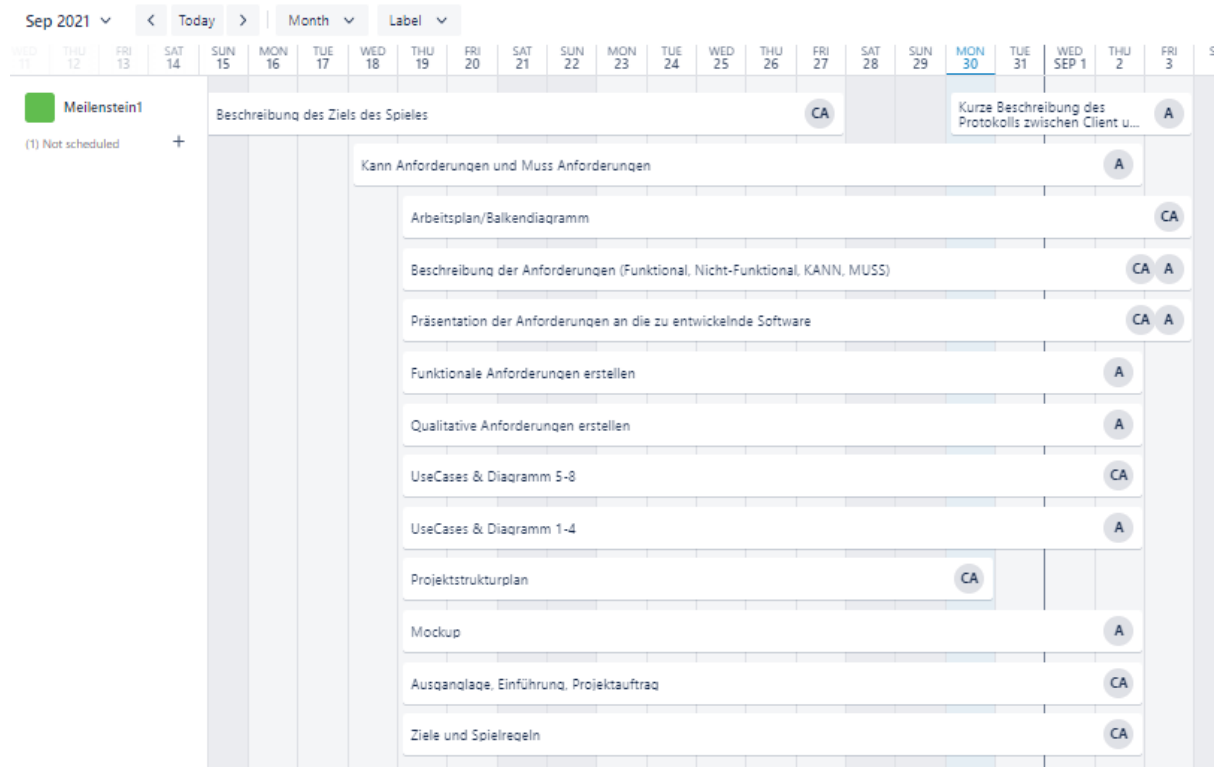 Sep 2021 Today Month Label
WED THU FRI SAT SUN MON TUE WED THU FRI SAT SUN MON TUE WED THU FRI SAT SUN MON TUE WED THU FRI
11 12 13 14 15 16 17 18 19 20 21 22 23 24 25 26 27 28 29 30 31 SEP 1 2 3
Meilenstein1
(1) Not scheduled +
Beschreibung des Ziels des Spieles CA
Kurze Beschreibung des
Protokolls zwischen Client u... A
Kann Anforderungen und Muss Anforderungen A
Arbeitsplan/Balkendiagramm CA
Beschreibung der Anforderungen (Funktional, Nicht-Funktional, KANN, MUSS) CA A
Präsentation der Anforderungen an die zu entwickelnde Software CA A
Funktionale Anforderungen erstellen A
Qualitative Anforderungen erstellen A
UseCases & Diagramm 5-8 CA
UseCases & Diagramm 1-4 A
Projektstrukturplan CA
Mockup A
Ausganglage, Einführung, Projektauftrag CA
Ziele und Spielregeln CA